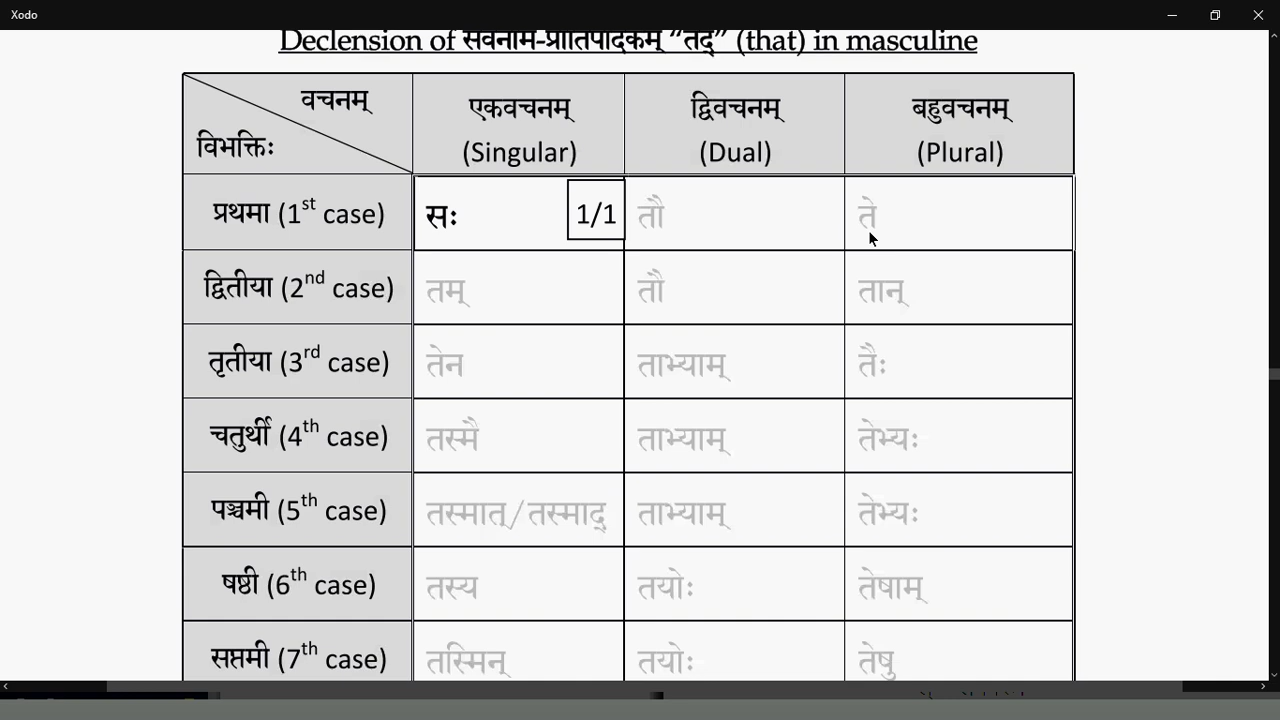 Xodo
Declension of सर्वनाम-प्रातिपदिकम् “तद्” (that) in masculine
वचनम्
विभक्तिः
एकवचनम्
(Singular)
द्विवचनम्
(Dual)
बहुवचनम्
(Plural)
प्रथमा (1st case) सः 1/1 तौ ते
द्वितीया (2nd case) तम् तौ तान्
तृतीया (3rd case) तेन ताभ्याम् तैः
चतुर्थी (4th case) तस्मै ताभ्याम् तेभ्यः
पञ्चमी (5th case) तस्मात्/तस्माद् ताभ्याम् तेभ्यः
षष्ठी (6th case) तस्य तयोः तेषाम्
सप्तमी (7th case) तस्मिन् तयोः तेषु